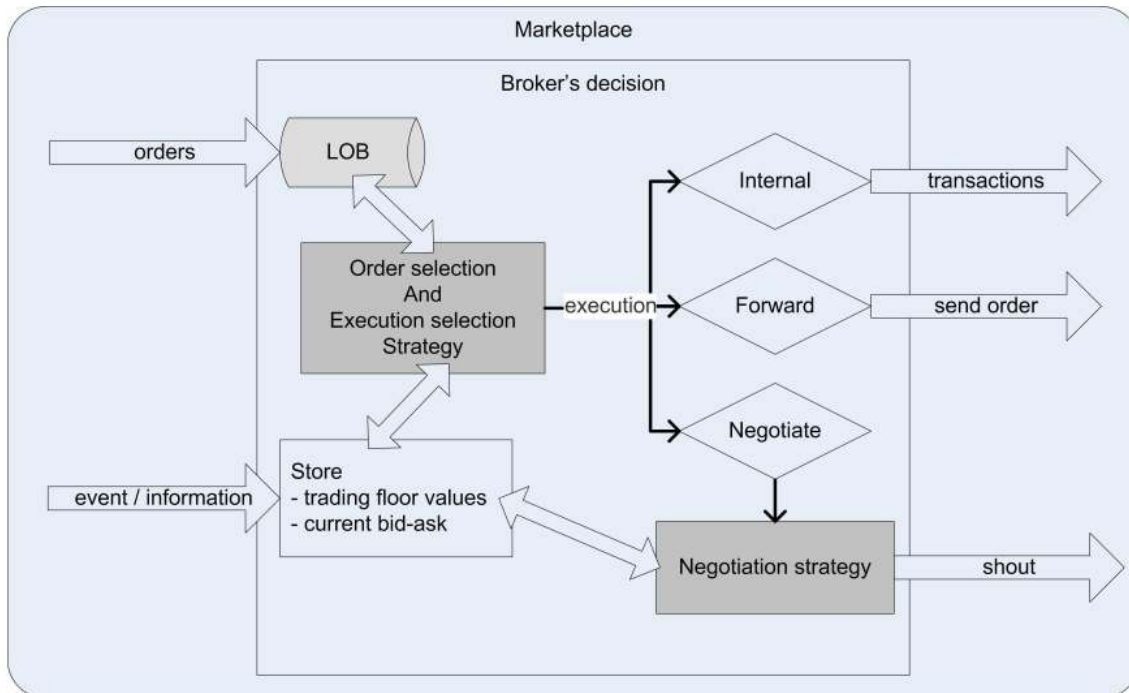 Marketplace
Broker's decision
orders
LOB
Internal
transactions
Order selection
And
Execution selection
Strategy
execution
Forward
send order
Negotiate
event / information
Store
- trading floor values
- current bid-ask
Negotiation strategy
shout